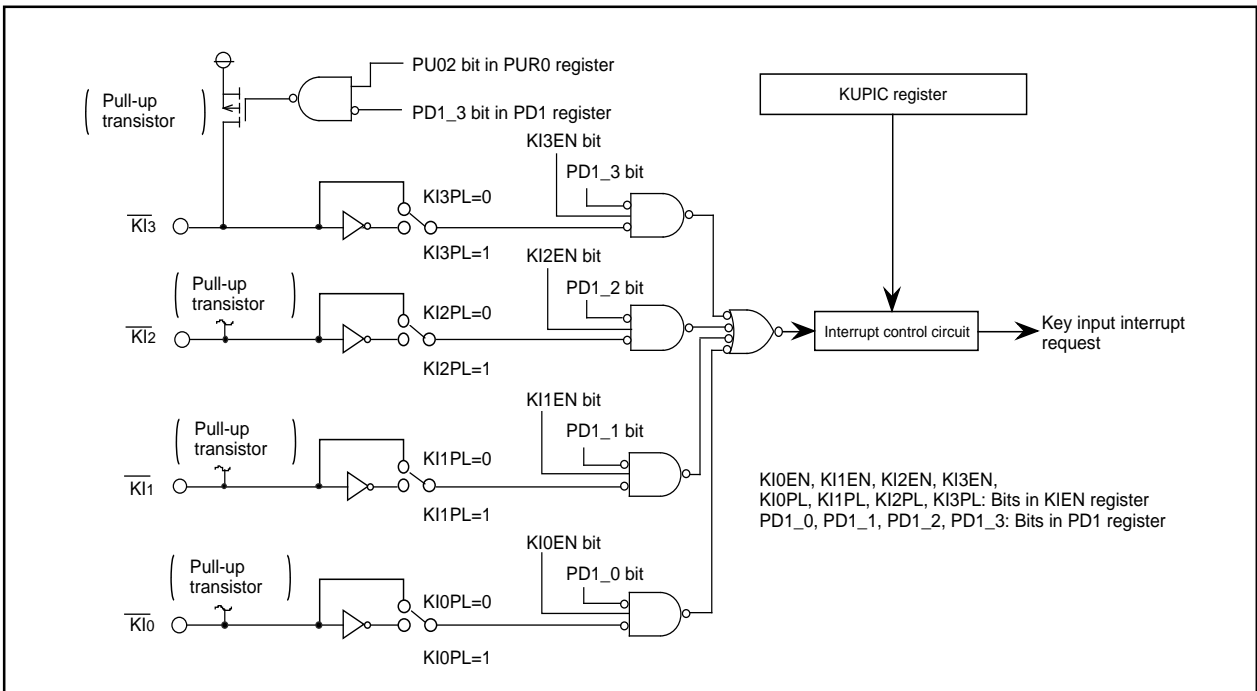 PU02 bit in PUR0 register
PD1_3 bit in PD1 register
( Pull-up
transistor )
KUPIC register
KI3EN bit
PD1_3 bit
KI3PL=0
K̅I̅3
KI3PL=1
( Pull-up
transistor )
KI2EN bit
PD1_2 bit
KI2PL=0
K̅I̅2
KI2PL=1
Interrupt control circuit
Key input interrupt
request
( Pull-up
transistor )
KI1EN bit
PD1_1 bit
KI1PL=0
K̅I̅1
KI1PL=1
KI0EN, KI1EN, KI2EN, KI3EN,
KI0PL, KI1PL, KI2PL, KI3PL: Bits in KIEN register
PD1_0, PD1_1, PD1_2, PD1_3: Bits in PD1 register
( Pull-up
transistor )
KI0EN bit
PD1_0 bit
KI0PL=0
K̅I̅0
KI0PL=1